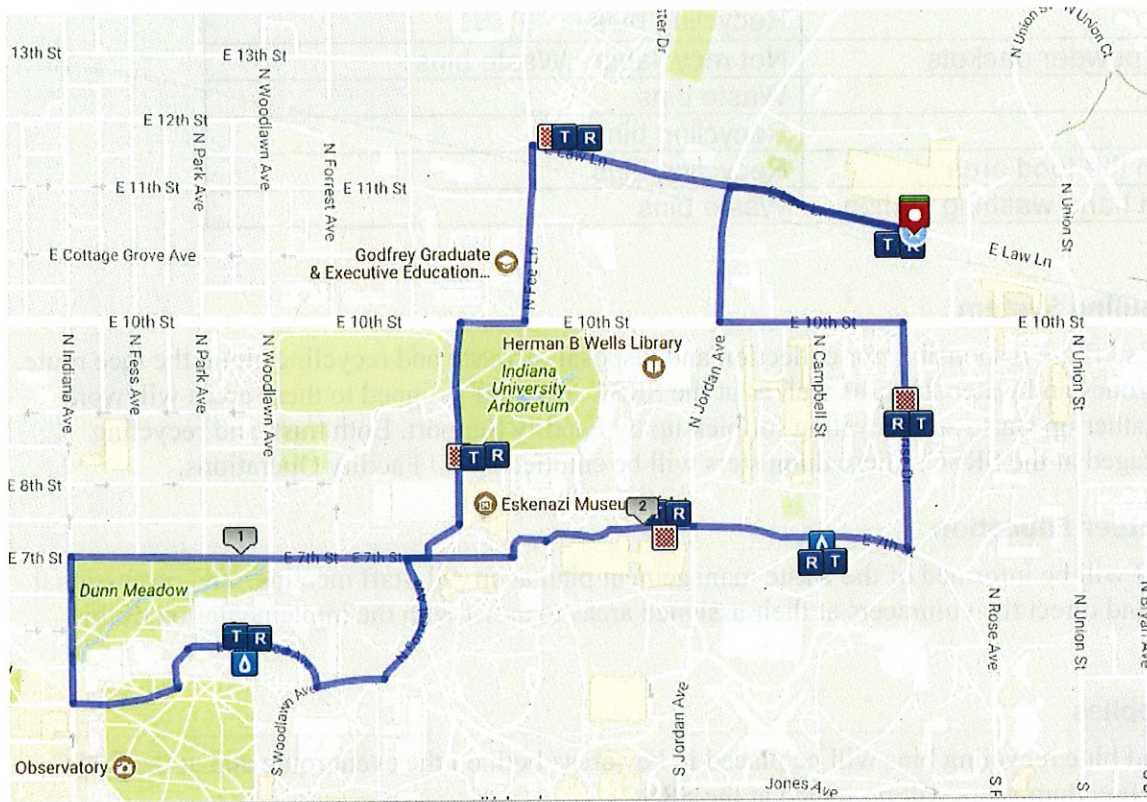 N Union St
N Union Ct
13th St
E 13th St
N Woodlawn Ave
E 12th St
N Park Ave
N Forrest Ave
T R
E Law Ln
E 11th St
E 11th St
N Union St
T R
E Cottage Grove Ave
Godfrey Graduate
& Executive Education...
E Law Ln
N Fee Ln
E 10th St
E 10th St
E 10th St
E 10th St
E 10th St
N Indiana Ave
N Fess Ave
N Park Ave
N Woodlawn Ave
Herman B Wells Library
Indiana
University
Arboretum
N Jordan Ave
N Campbell St
N Union St
R T
T R
E 8th St
Eskenazi Museum
2
R
1
E 7th St
E 7th St
E 7th St
E 7th
R T
Dunn Meadow
T R
N Rose Ave
N Union St
S Woodlawn Ave
S Jordan Ave
Observatory
Jones Ave